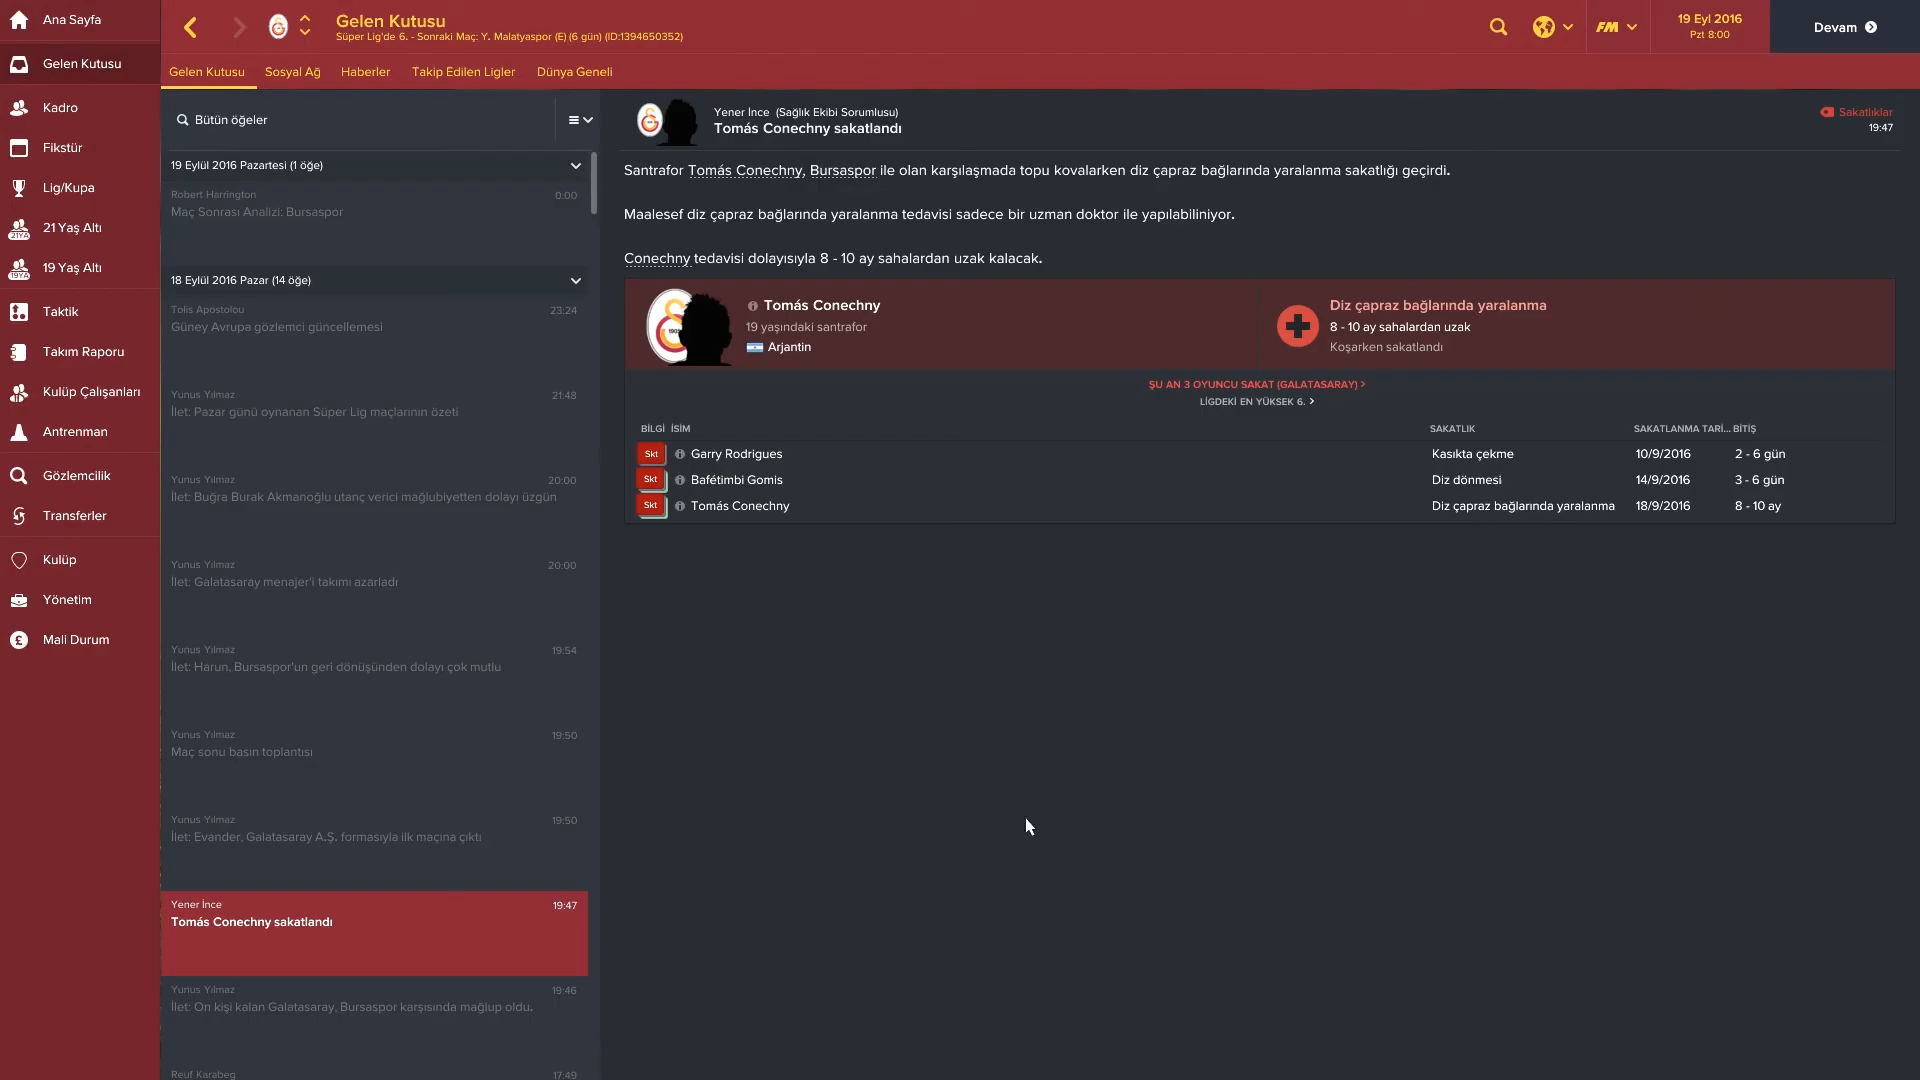 Ana Sayfa
Gelen Kutusu
Kadro
Fikstür
Lig/Kupa
21 Yaş Altı
19 Yaş Altı
Taktik
Takım Raporu
Kulüp Çalışanları
Antrenman
Gözlemcilik
Transferler
Kulüp
Yönetim
Mali Durum
Gelen Kutusu
Süper Lig'de 6. - Sonraki Maç: Y. Malatyaspor (E) (6 gün) (ID:1394650352)
FM
19 Eyl 2016
Pzt 8:00
Devam
Gelen Kutusu Sosyal Ağ Haberler Takip Edilen Ligler Dünya Geneli
Bütün öğeler
19 Eylül 2016 Pazartesi (1 öğe)
Robert Harrington 0:00
Maç Sonrası Analizi: Bursaspor
18 Eylül 2016 Pazar (14 öğe)
Tolis Apostolou 23:24
Güney Avrupa gözlemci güncellemesi
Yunus Yılmaz 21:48
İlet: Pazar günü oynanan Süper Lig maçlarının özeti
Yunus Yılmaz 20:00
İlet: Buğra Burak Akmanoğlu utanç verici mağlubiyetten dolayı üzgün
Yunus Yılmaz 20:00
İlet: Galatasaray menajer'i takımı azarladı
Yunus Yılmaz 19:54
İlet: Harun, Bursaspor'un geri dönüşünden dolayı çok mutlu
Yunus Yılmaz 19:50
Maç sonu basın toplantısı
Yunus Yılmaz 19:50
İlet: Evander, Galatasaray A.Ş. formasıyla ilk maçına çıktı
Yener İnce 19:47
Tomás Conechny sakatlandı
Yunus Yılmaz 19:46
İlet: On kişi kalan Galatasaray, Bursaspor karşısında mağlup oldu.
Reuf Karabeg 17:49
Yener İnce (Sağlık Ekibi Sorumlusu)
Tomás Conechny sakatlandı
Sakatlıklar
19:47
Santrafor Tomás Conechny, Bursaspor ile olan karşılaşmada topu kovalarken diz çapraz bağlarında yaralanma sakatlığı geçirdi.
Maalesef diz çapraz bağlarında yaralanma tedavisi sadece bir uzman doktor ile yapılabiliniyor.
Conechny tedavisi dolayısıyla 8 - 10 ay sahalardan uzak kalacak.
Tomás Conechny
19 yaşındaki santrafor
Arjantin
Diz çapraz bağlarında yaralanma
8 - 10 ay sahalardan uzak
Koşarken sakatlandı
ŞU AN 3 OYUNCU SAKAT (GALATASARAY) >
LİGDEKİ EN YÜKSEK 6. >
BİLGİ İSİM SAKATLIK SAKATLANMA TARİ... BİTİŞ
Skt Garry Rodrigues Kasıkta çekme 10/9/2016 2 - 6 gün
Skt Bafétimbi Gomis Diz dönmesi 14/9/2016 3 - 6 gün
Skt Tomás Conechny Diz çapraz bağlarında yaralanma 18/9/2016 8 - 10 ay